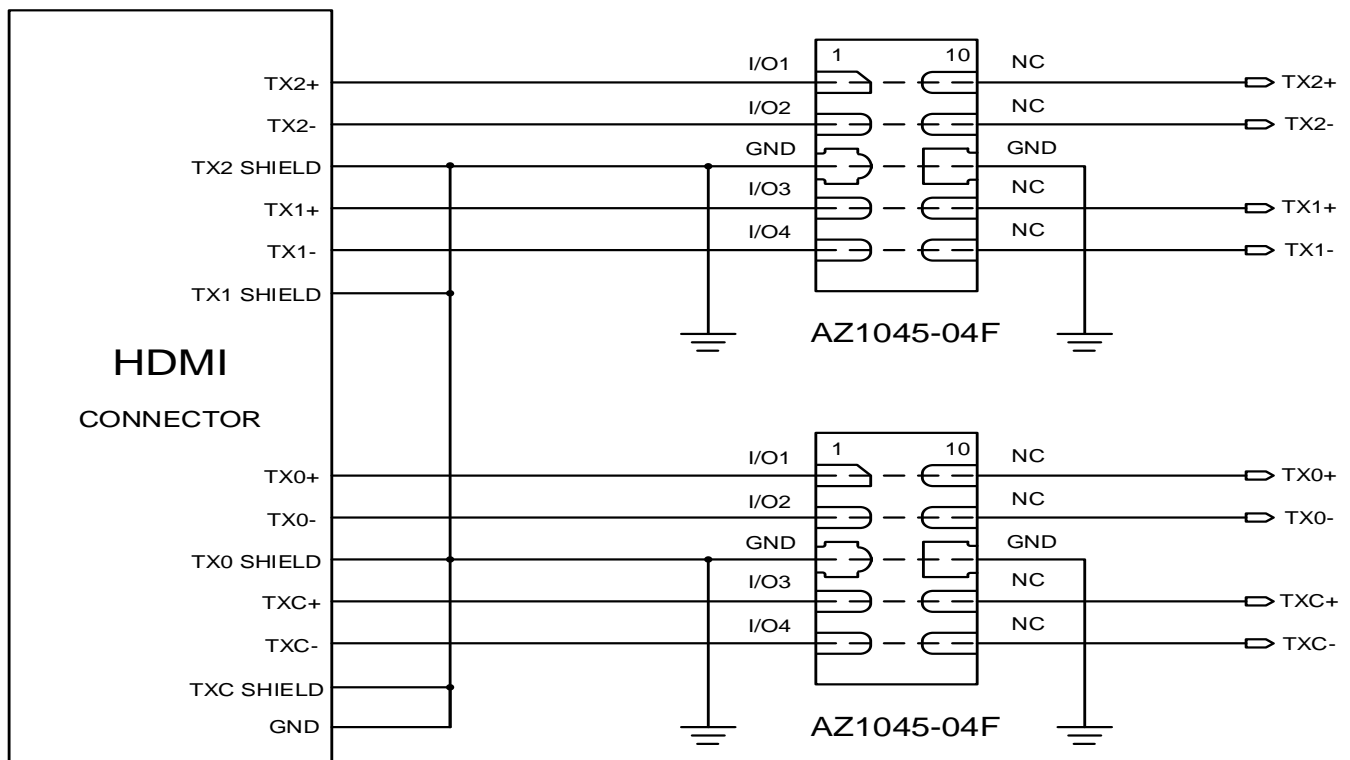 1 10
I/O1 NC
TX2+ TX2+
I/O2 NC
TX2- TX2-
GND GND
TX2 SHIELD
I/O3 NC
TX1+ TX1+
I/O4 NC
TX1- TX1-
TX1 SHIELD
AZ1045-04F
HDMI
CONNECTOR
1 10
I/O1 NC
TX0+ TX0+
I/O2 NC
TX0- TX0-
GND GND
TX0 SHIELD
I/O3 NC
TXC+ TXC+
I/O4 NC
TXC- TXC-
TXC SHIELD
GND
AZ1045-04F